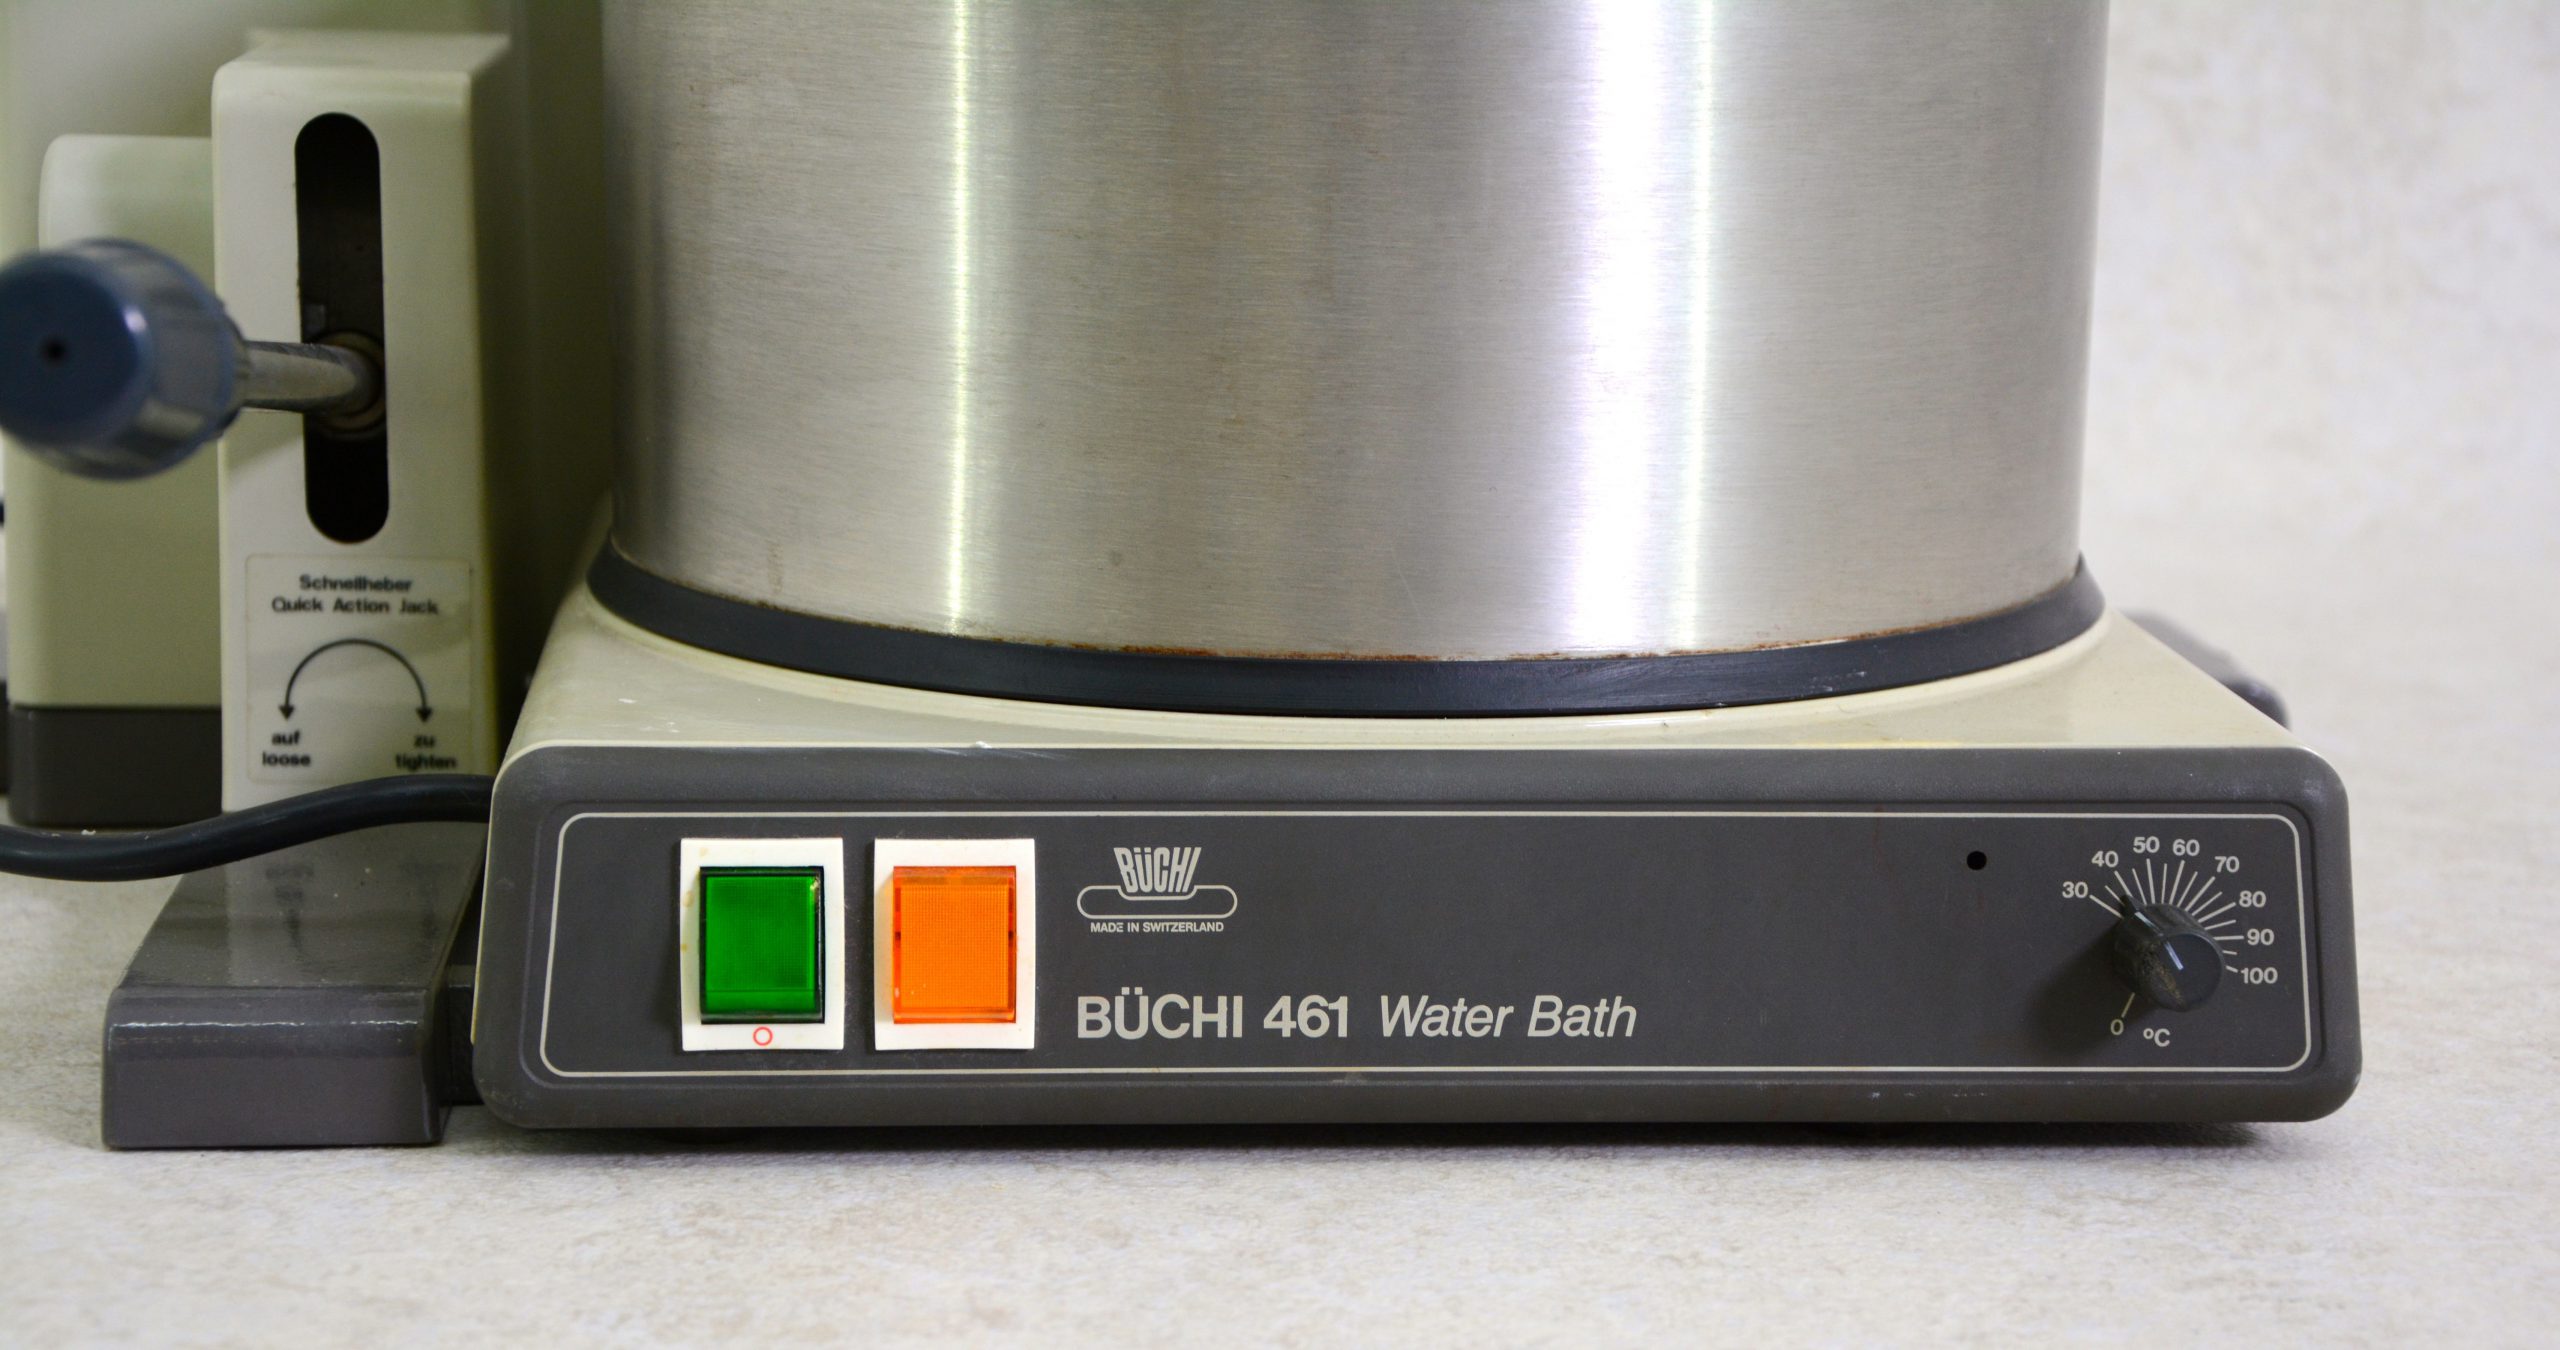 Schnellheber
Quick Action Jack
auf
loose
zu
tighten
BÜCHI
MADE IN SWITZERLAND
BÜCHI 461 Water Bath
30
40
50
60
70
80
90
100
0
°C